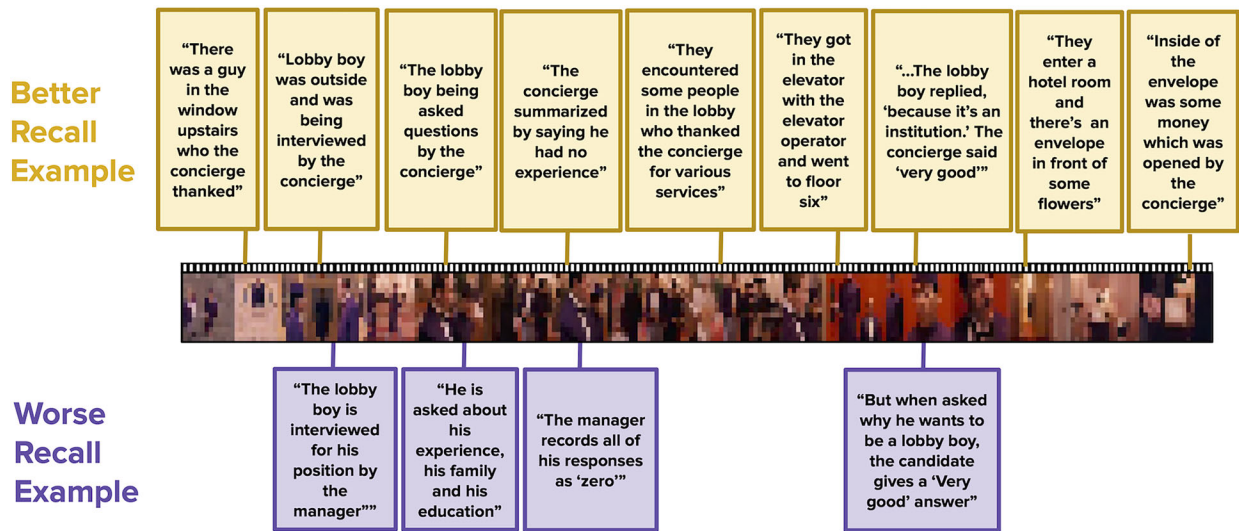 Better
Recall
Example
“There
was a guy
in the
window
upstairs
who the
concierge
thanked”
“Lobby boy
was outside
and was
being
interviewed
by the
concierge”
“The lobby
boy being
asked
questions
by the
concierge”
“The
concierge
summarized
by saying he
had no
experience”
“They
encountered
some people
in the lobby
who thanked
the concierge
for various
services”
“They got
in the
elevator
with the
elevator
operator
and went
to floor
six”
“...The lobby
boy replied,
‘because it’s an
institution.’ The
concierge said
‘very good’”
“They
enter a
hotel room
and
there’s an
envelope
in front of
some
flowers”
“Inside of
the
envelope
was some
money
which was
opened by
the
concierge”
Worse
Recall
Example
“The lobby
boy is
interviewed
for his
position by
the
manager””
“He is
asked about
his
experience,
his family
and his
education”
“The manager
records all of
his responses
as ‘zero’”
“But when asked
why he wants to
be a lobby boy,
the candidate
gives a ‘Very
good’ answer”